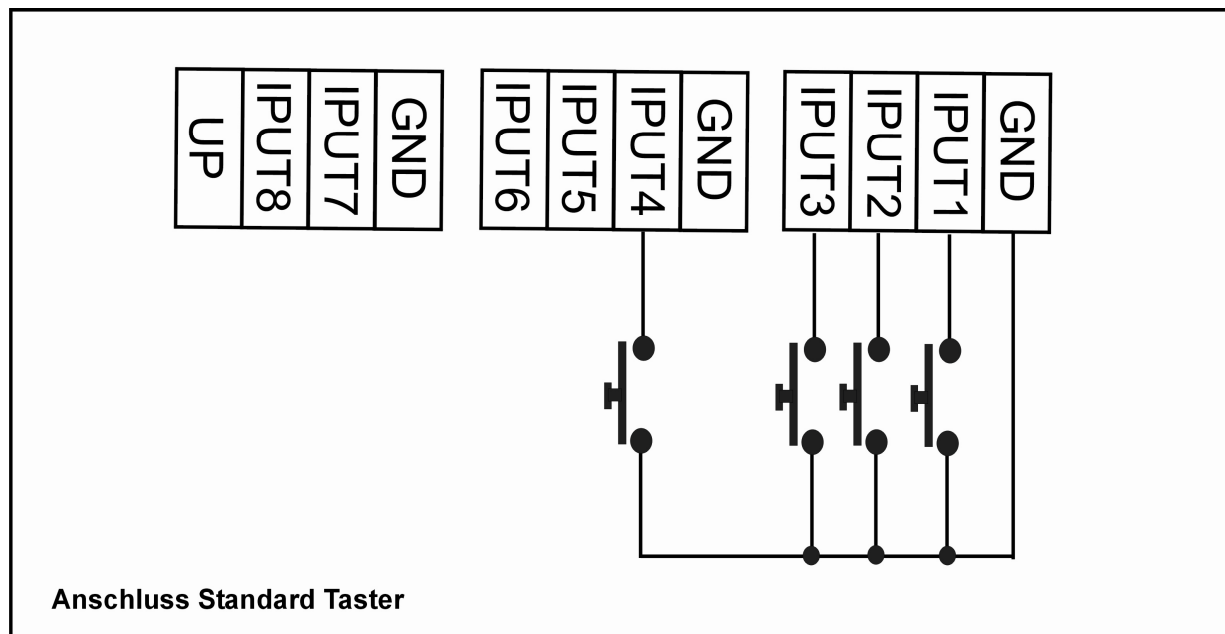 UP
IPUT8
IPUT7
GND
IPUT6
IPUT5
IPUT4
GND
IPUT3
IPUT2
IPUT1
GND
Anschluss Standard Taster